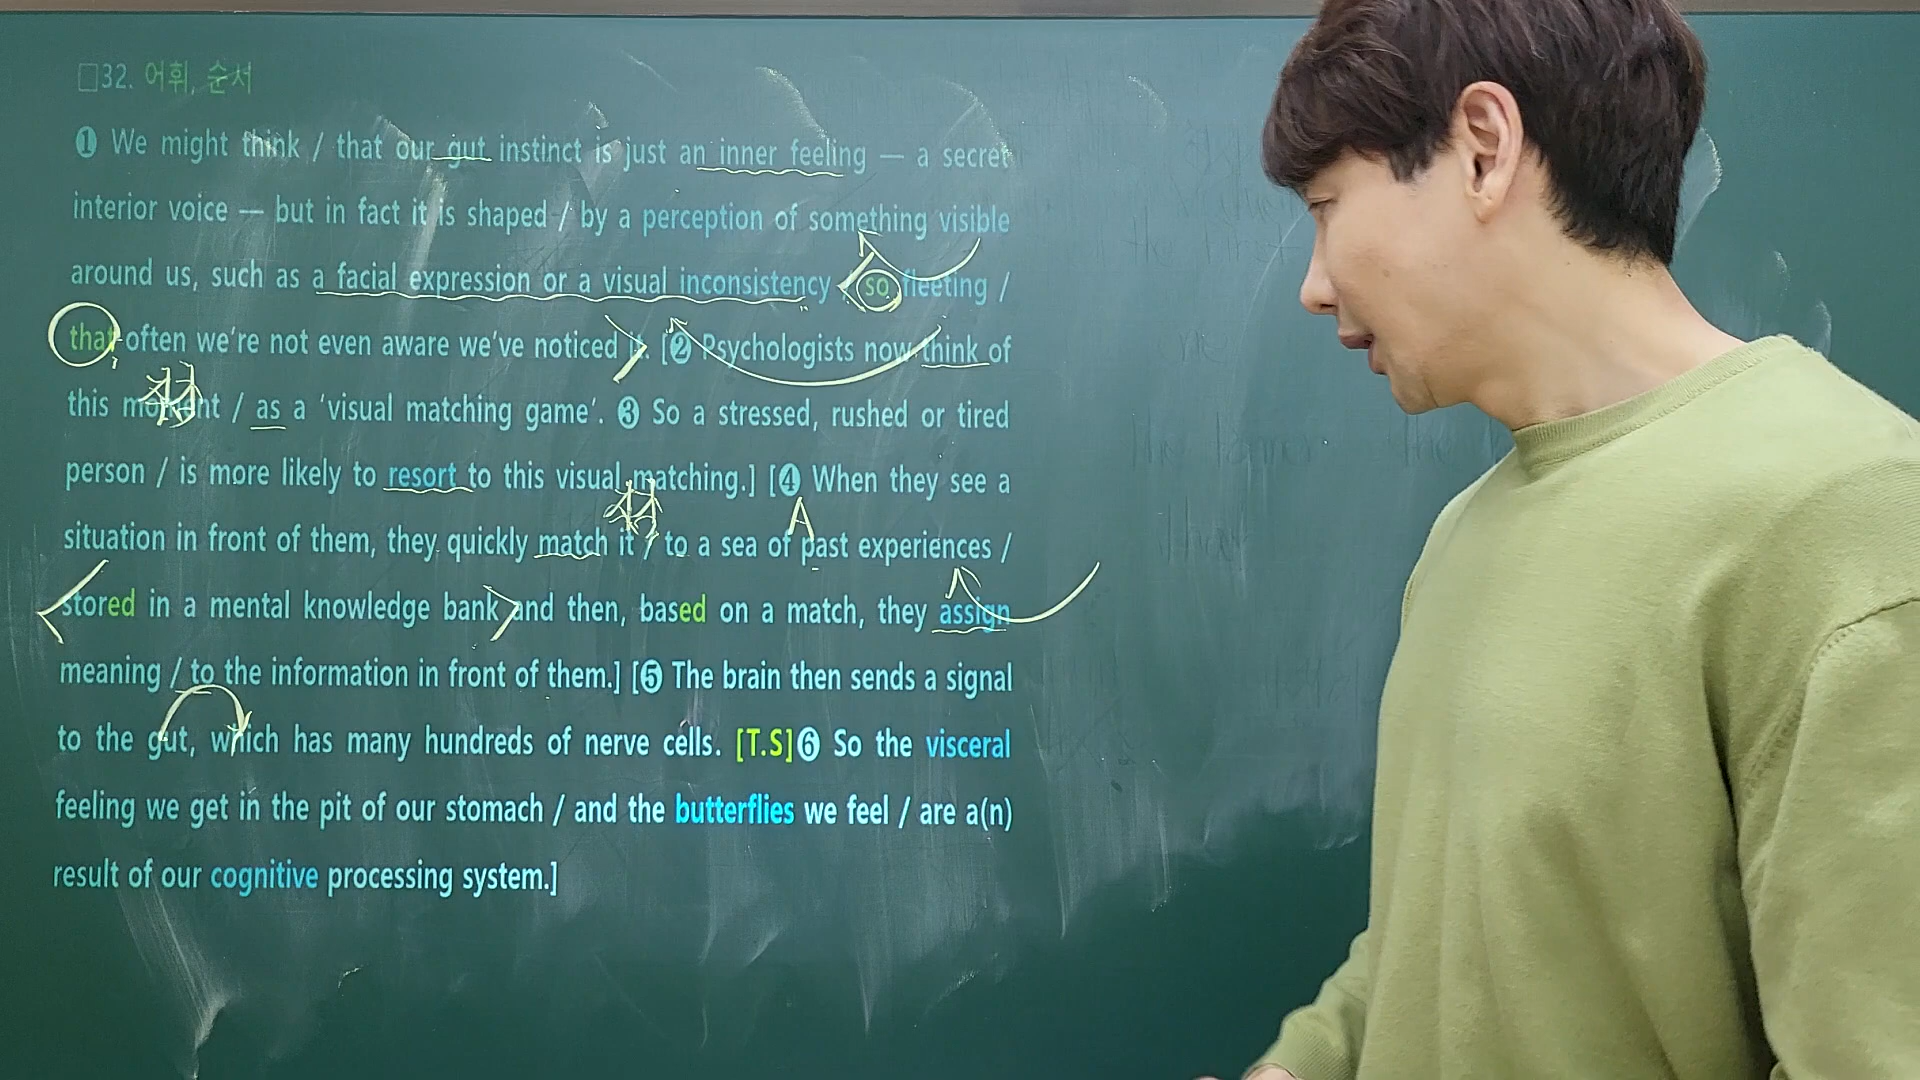 □32. 어휘, 순서
❶ We might think / that our gut instinct is just an inner feeling — a secret
interior voice — but in fact it is shaped / by a perception of something visible
around us, such as a facial expression or a visual inconsistency / so fleeting /
that often we're not even aware we've noticed it. [❷ Psychologists now think of
this moment / as a 'visual matching game'. ❸ So a stressed, rushed or tired
person / is more likely to resort to this visual matching.] [❹ When they see a
A
situation in front of them, they quickly match it / to a sea of past experiences /
stored in a mental knowledge bank and then, based on a match, they assign
meaning / to the information in front of them.] [❺ The brain then sends a signal
to the gut, which has many hundreds of nerve cells. [T.S]❻ So the visceral
feeling we get in the pit of our stomach / and the butterflies we feel / are a(n)
result of our cognitive processing system.]